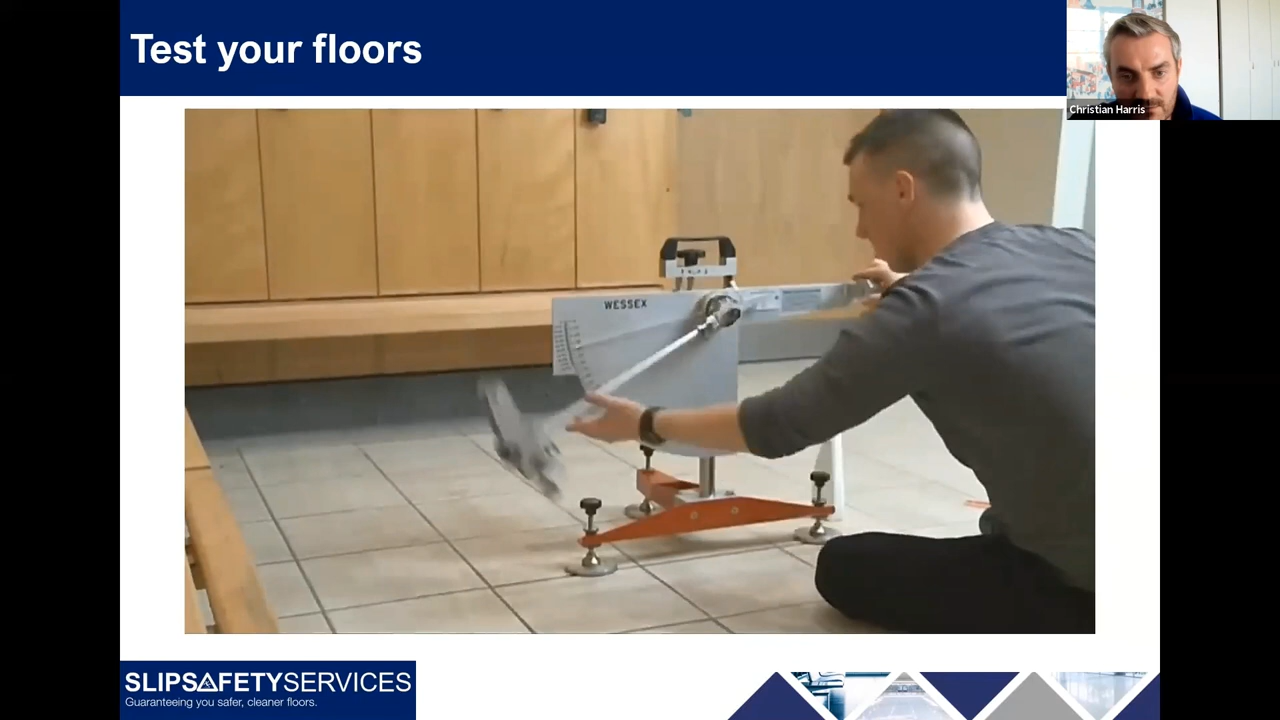 Test your floors
Christian Harris
WESSEX
SLIPSAFETYSERVICES
Guaranteeing you safer, cleaner floors.